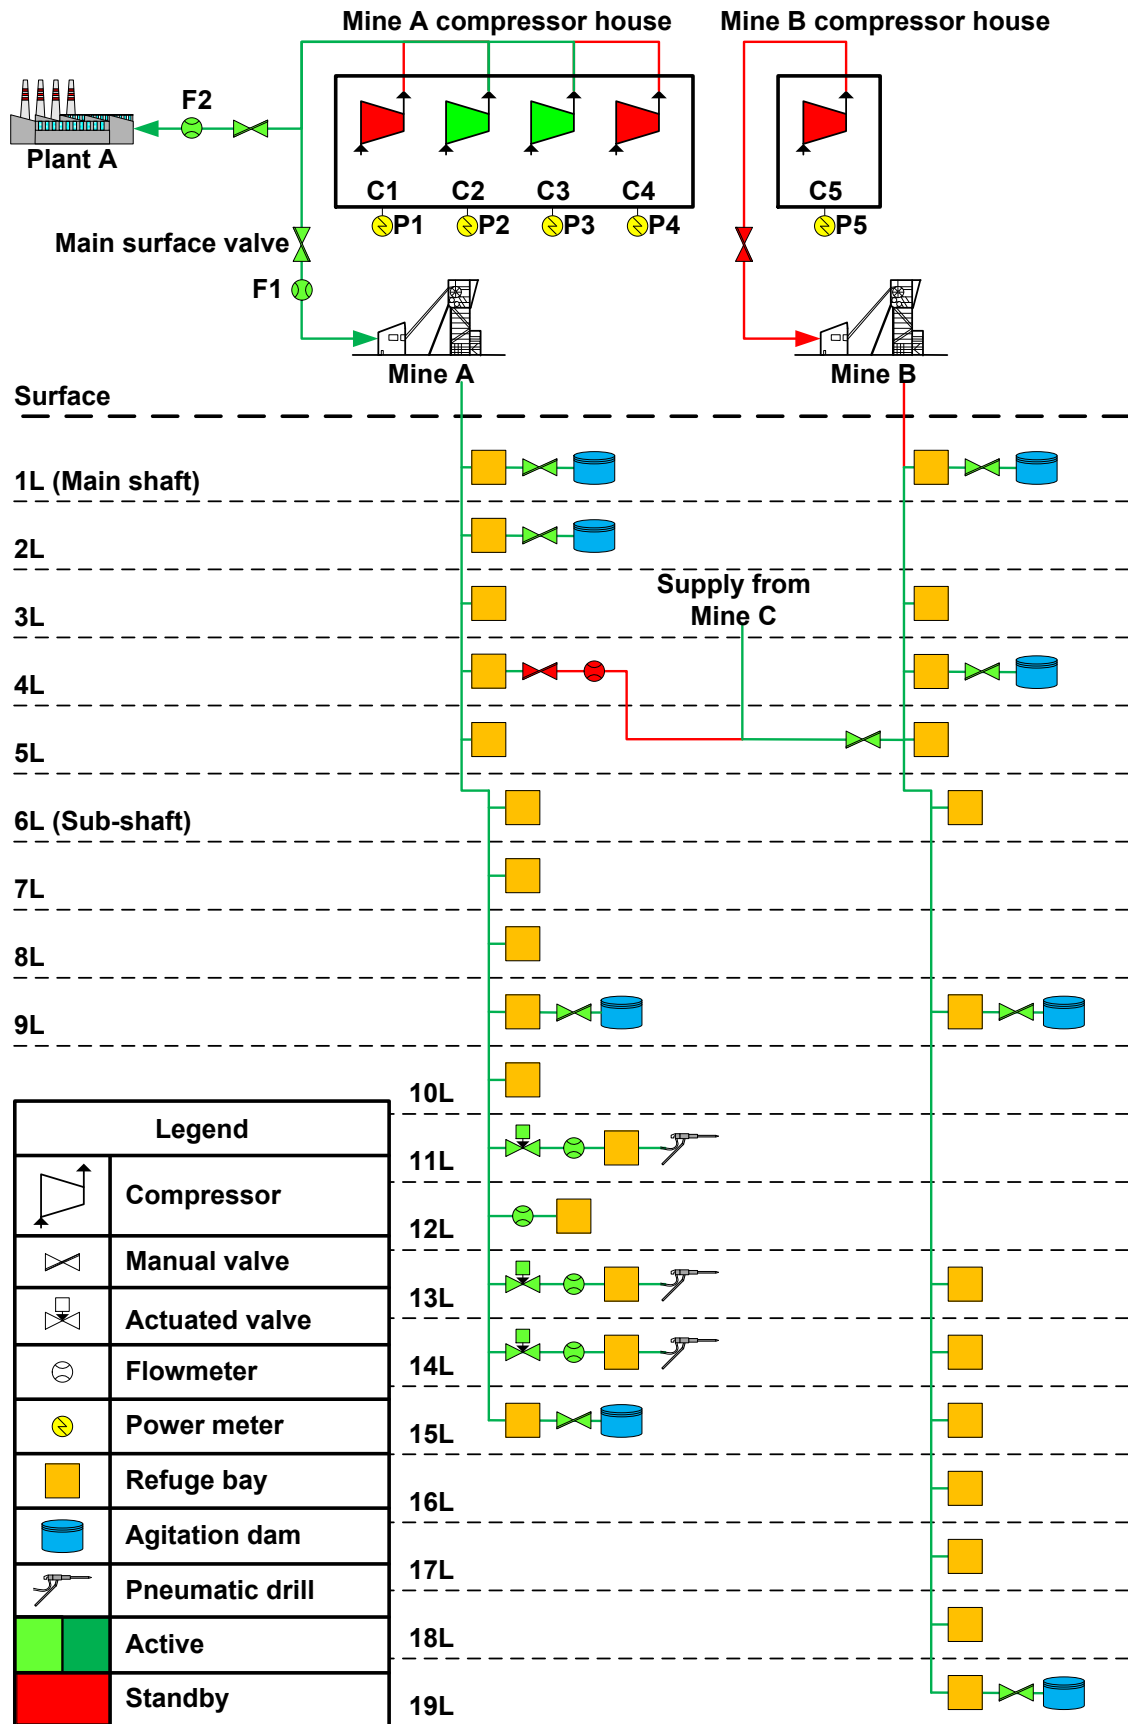 Mine A compressor house
Mine B compressor house
F2
Plant A
C1 C2 C3 C4
C5
P1 P2 P3 P4
P5
Main surface valve
F1
Mine A
Mine B
Surface
1L (Main shaft)
2L
3L
Supply from
Mine C
4L
5L
6L (Sub-shaft)
7L
8L
9L
10L
11L
12L
13L
14L
15L
16L
17L
18L
19L
Legend
Compressor
Manual valve
Actuated valve
Flowmeter
Power meter
Refuge bay
Agitation dam
Pneumatic drill
Active
Standby